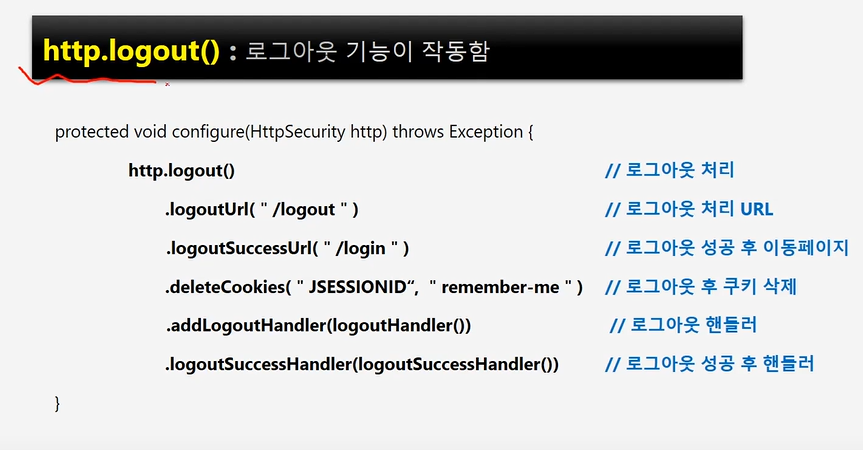 http.logout() : 로그아웃 기능이 작동함
protected void configure(HttpSecurity http) throws Exception {
http.logout() // 로그아웃 처리
.logoutUrl( " /logout " ) // 로그아웃 처리 URL
.logoutSuccessUrl( " /login " ) // 로그아웃 성공 후 이동페이지
.deleteCookies( " JSESSIONID“, " remember-me " ) // 로그아웃 후 쿠키 삭제
.addLogoutHandler(logoutHandler()) // 로그아웃 핸들러
.logoutSuccessHandler(logoutSuccessHandler()) // 로그아웃 성공 후 핸들러
}